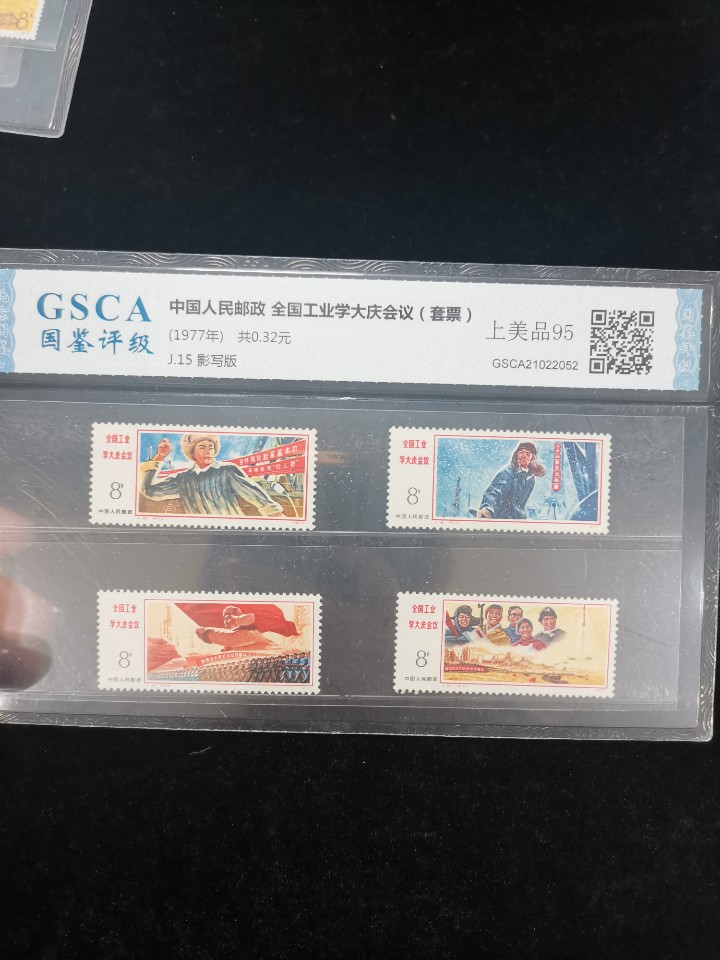 8
GSCA
国鉴评级
中国人民邮政 全国工业学大庆会议（套票）
(1977年) 共0.32元
J.15 影写版
上美品95
GSCA21022052
国鉴评级
全国工业
学大庆会议
8分
中国人民邮政
全国工业
学大庆会议
8分
中国人民邮政
全国工业
学大庆会议
8分
中国人民邮政
全国工业
学大庆会议
8分
中国人民邮政